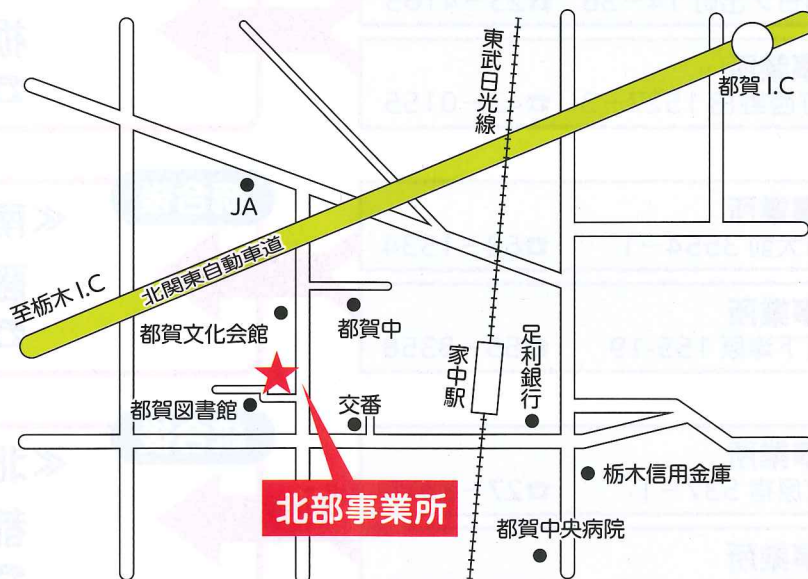 東武日光線
都賀I.C
JA
北関東自動車道
至栃木I.C
都賀文化会館
都賀中
家中駅
足利銀行
都賀図書館
交番
北部事業所
栃木信用金庫
都賀中央病院